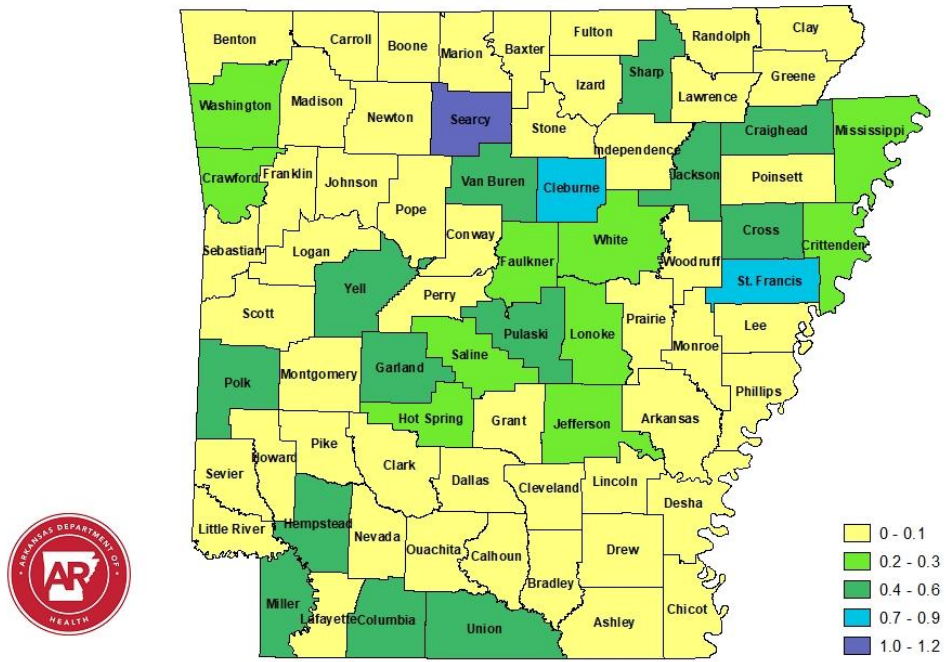 Benton
Carroll
Boone
Marion
Baxter
Fulton
Randolph
Clay
Washington
Madison
Newton
Searcy
Stone
Izard
Sharp
Lawrence
Greene
Crawford
Franklin
Johnson
Pope
Van Buren
Cleburne
Independence
Jackson
Craighead
Poinsett
Mississippi
Sebastian
Logan
Conway
Faulkner
White
Woodruff
Cross
Crittenden
Scott
Yell
Perry
Pulaski
Lonoke
Prairie
Monroe
St. Francis
Lee
Polk
Montgomery
Garland
Saline
Hot Spring
Grant
Jefferson
Arkansas
Phillips
Sevier
Howard
Pike
Clark
Dallas
Cleveland
Lincoln
Desha
Little River
Hempstead
Nevada
Ouachita
Calhoun
Bradley
Drew
Miller
Lafayette
Columbia
Union
Ashley
Chicot
ARKANSAS DEPARTMENT OF
AR
HEALTH
0 - 0.1
0.2 - 0.3
0.4 - 0.6
0.7 - 0.9
1.0 - 1.2